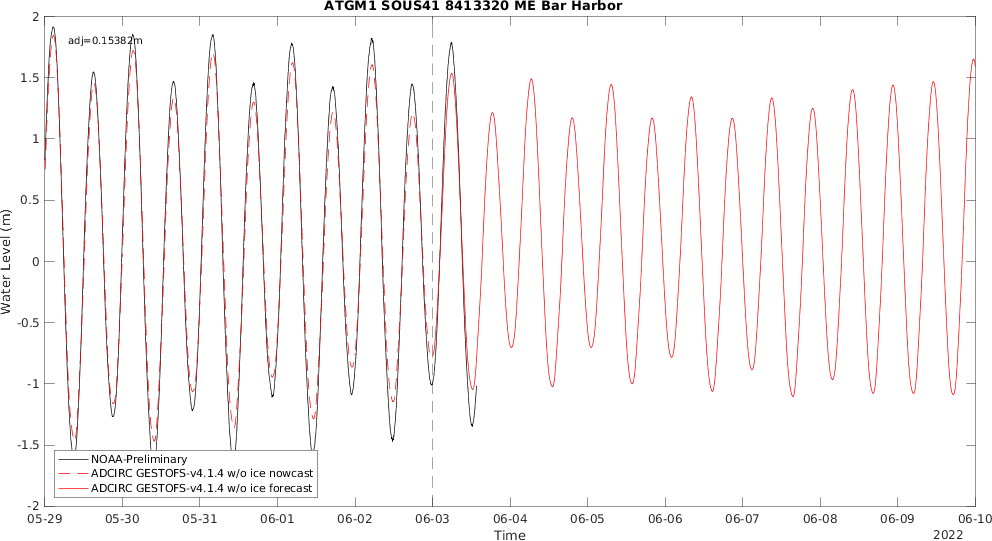 ATGM1 SOUS41 8413320 ME Bar Harbor
adj=0.15382m
Water Level (m)
2
1.5
1
0.5
0
-0.5
-1
-1.5
-2
NOAA-Preliminary
ADCIRC GESTOFS-v4.1.4 w/o ice nowcast
ADCIRC GESTOFS-v4.1.4 w/o ice forecast
05-29 05-30 05-31 06-01 06-02 06-03 06-04 06-05 06-06 06-07 06-08 06-09 06-10
Time
2022